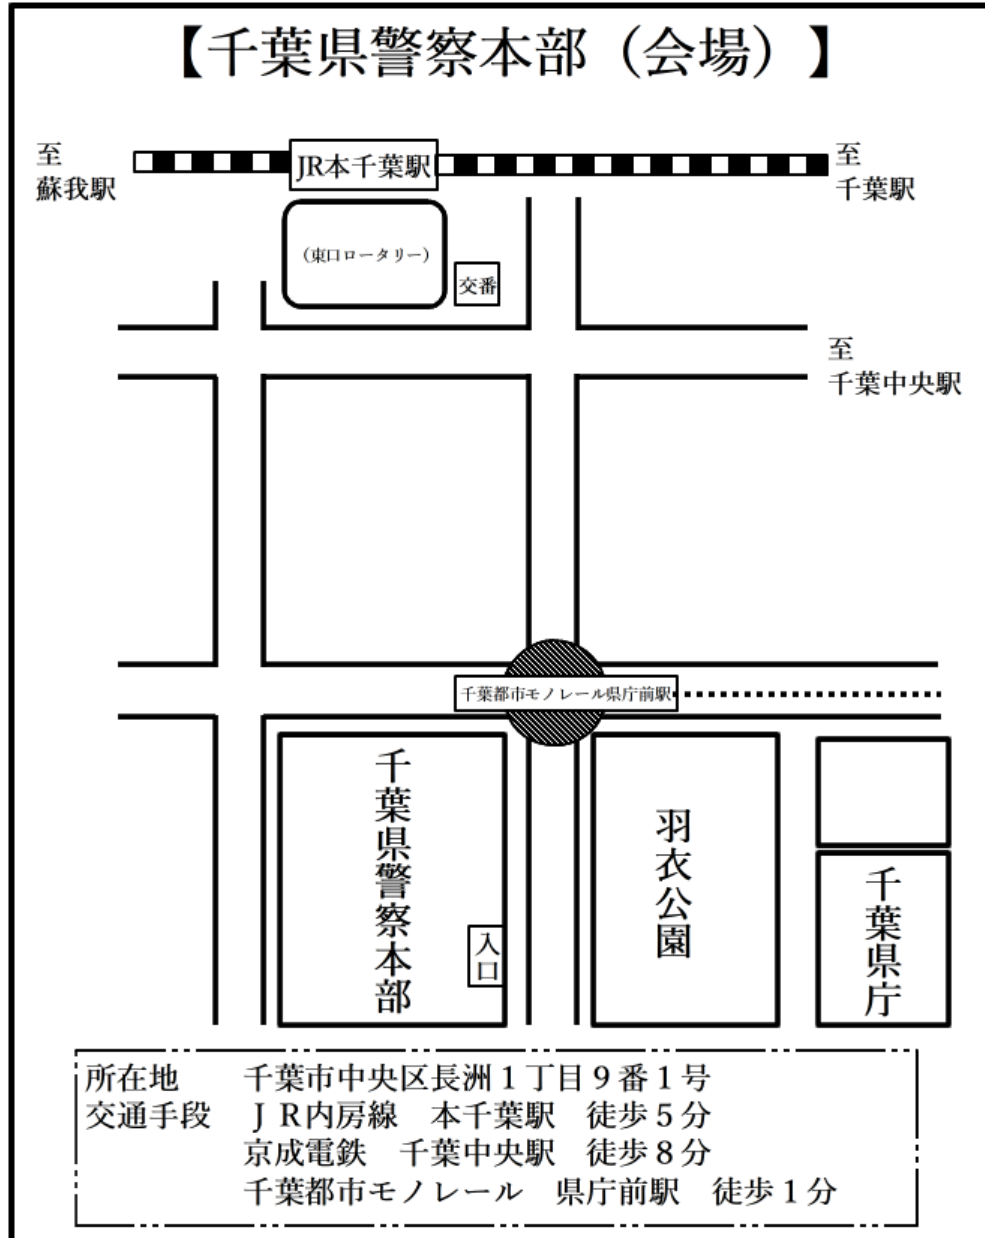 【千葉県警察本部（会場）】
至
蘇我駅
JR本千葉駅
至
千葉駅
（東口ロータリー）
交番
至
千葉中央駅
千葉都市モノレール県庁前駅
千葉県警察本部
入口
羽衣公園
千葉県庁
所在地　　千葉市中央区長洲１丁目９番１号
交通手段　ＪＲ内房線　本千葉駅　徒歩５分
京成電鉄　千葉中央駅　徒歩８分
千葉都市モノレール　県庁前駅　徒歩１分